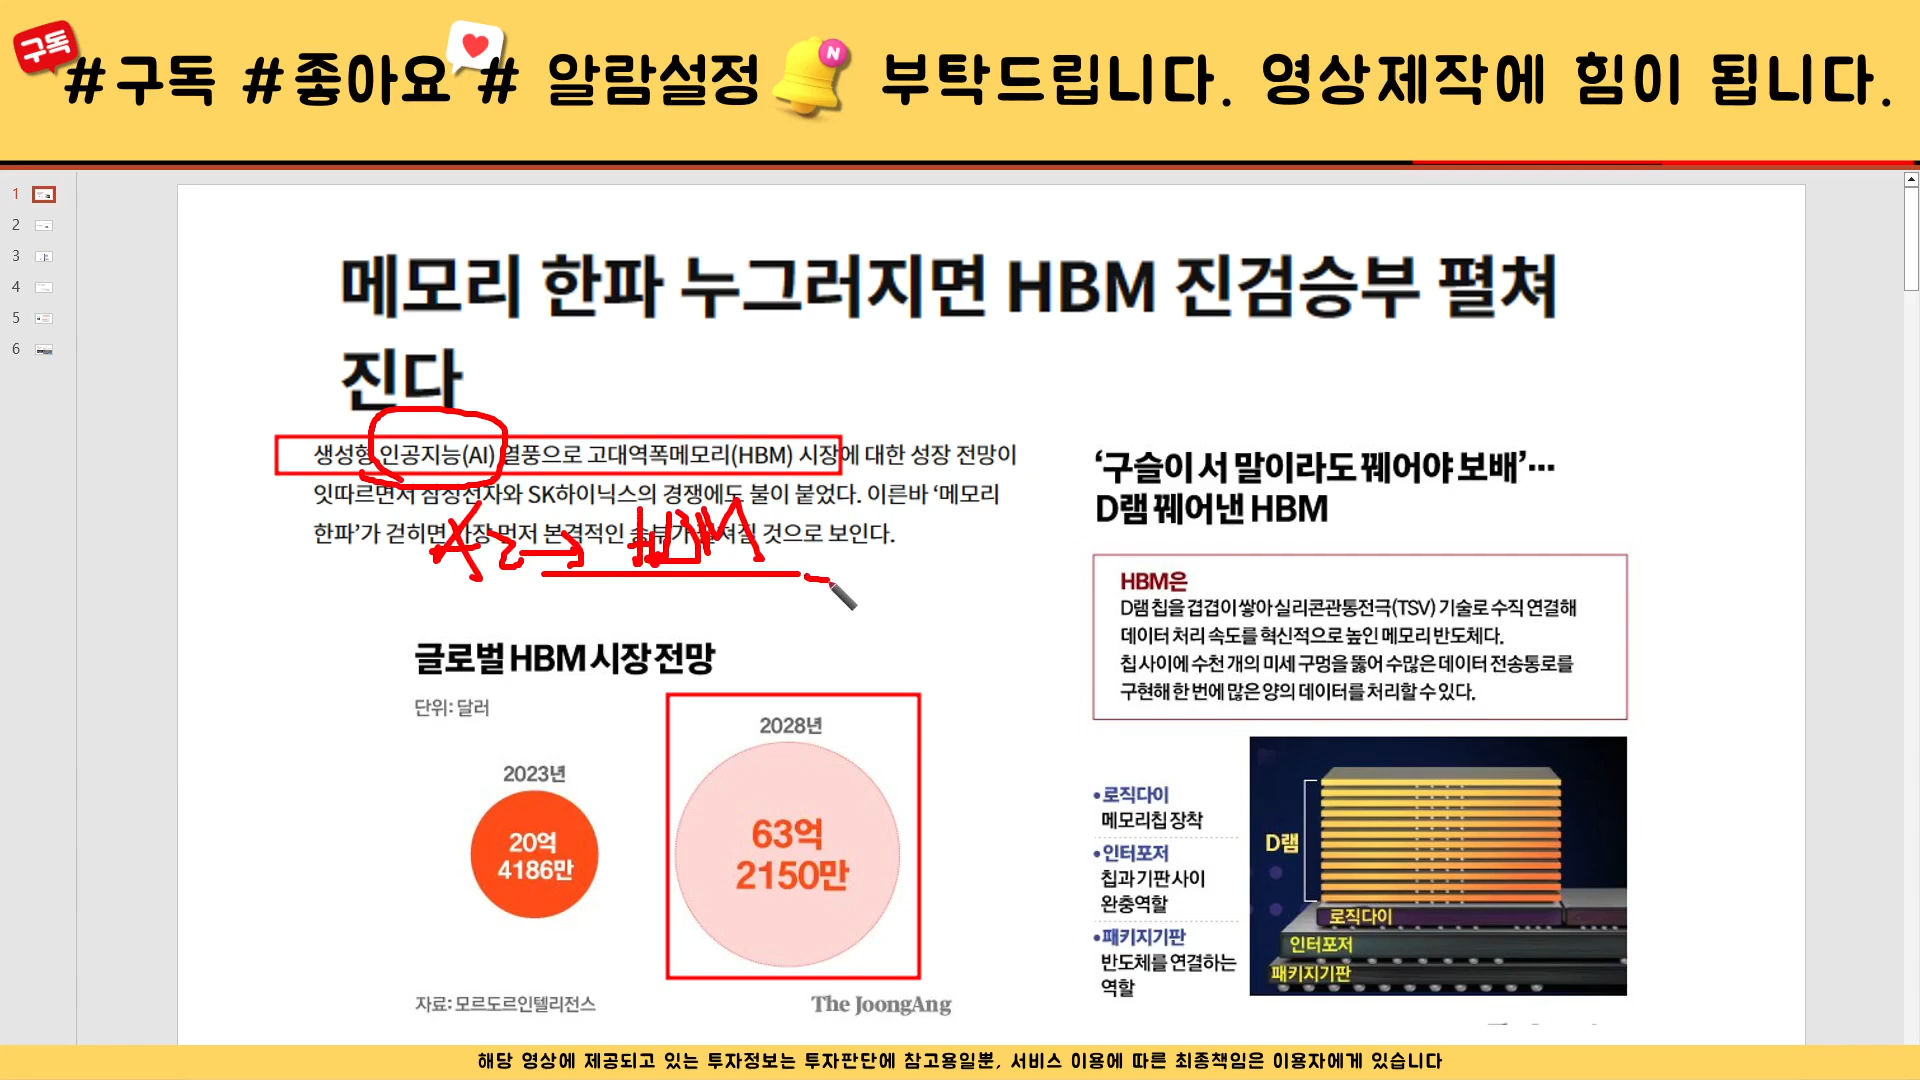 구독
#구독 #좋아요 # 알람설정 N 부탁드립니다. 영상제작에 힘이 됩니다.
1
2
3
4
5
6
메모리 한파 누그러지면 HBM 진검승부 펼쳐
진다
생성형 인공지능(AI) 열풍으로 고대역폭메모리(HBM) 시장에 대한 성장 전망이
잇따르면서 삼성전자와 SK하이닉스의 경쟁에도 불이 붙었다. 이른바 ‘메모리
한파’가 걷히면 가장 먼저 본격적인 승부가 펼쳐질 것으로 보인다.
HBM
글로벌 HBM 시장 전망
단위: 달러
2023년
20억
4186만
2028년
63억
2150만
자료: 모르도르인텔리전스
The JoongAng
‘구슬이 서 말이라도 꿰어야 보배’…
D램 꿰어낸 HBM
HBM은
D램 칩을 겹겹이 쌓아 실리콘관통전극(TSV) 기술로 수직 연결해
데이터 처리 속도를 혁신적으로 높인 메모리 반도체다.
칩 사이에 수천 개의 미세 구멍을 뚫어 수많은 데이터 전송통로를
구현해 한 번에 많은 양의 데이터를 처리할 수 있다.
•로직다이
메모리칩 장착
•인터포저
칩과 기판 사이
완충역할
•패키지기판
반도체를 연결하는
역할
D램
로직다이
인터포저
패키지기판
해당 영상에 제공되고 있는 투자정보는 투자판단에 참고용일뿐, 서비스 이용에 따른 최종책임은 이용자에게 있습니다